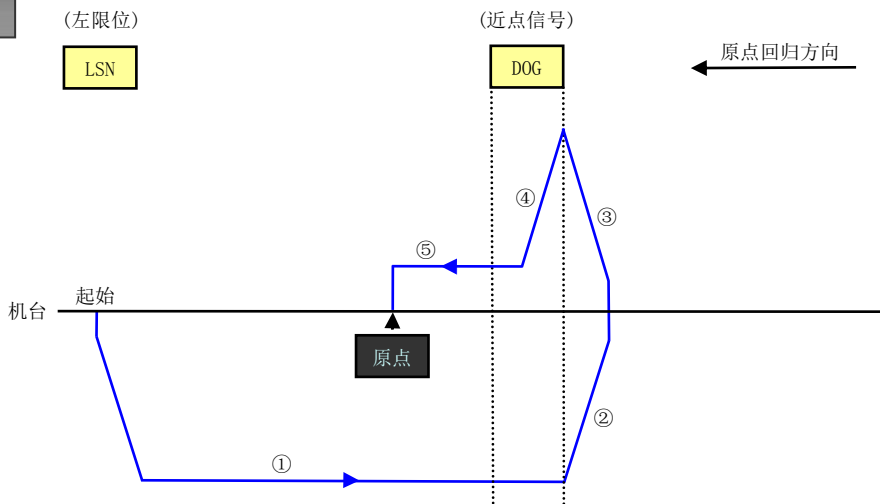 (左限位)
(近点信号)
LSN
DOG
原点回归方向
④
③
⑤
起始
机台
原点
②
①